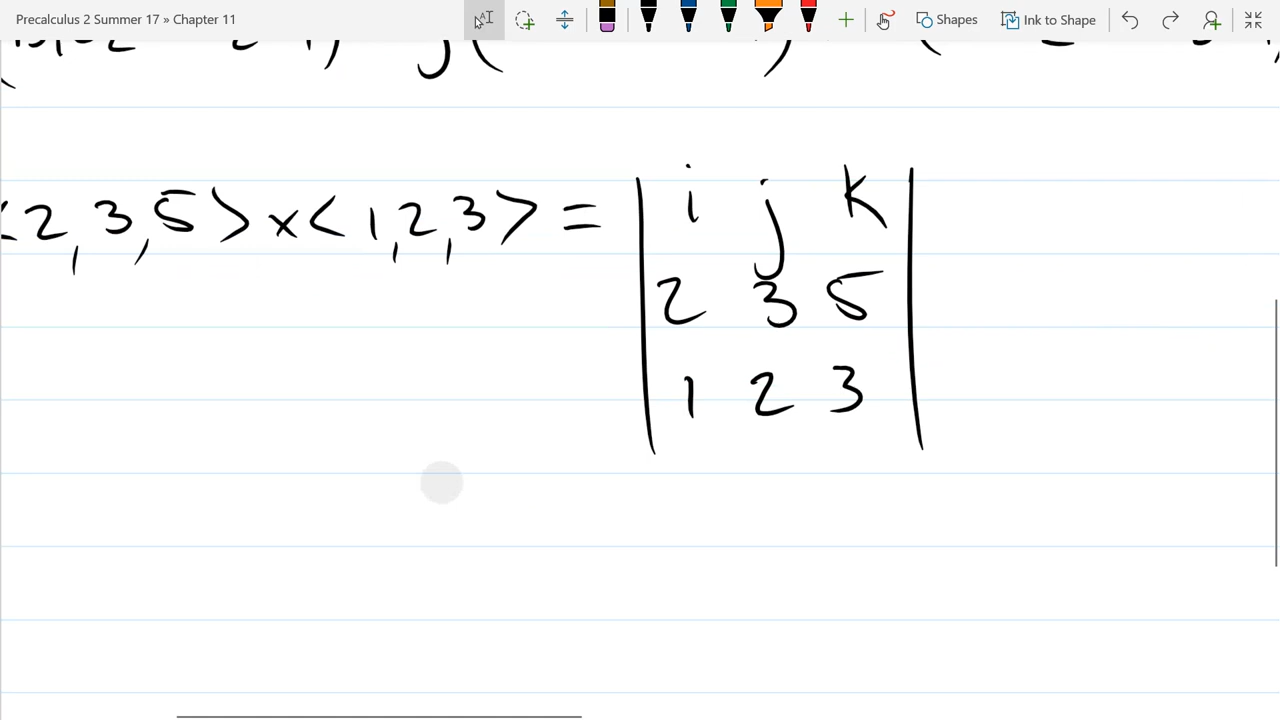 Precalculus 2 Summer 17 » Chapter 11
Shapes
Ink to Shape
<2,3,5>x<1,2,3> = | i j k |
2 3 5
1 2 3